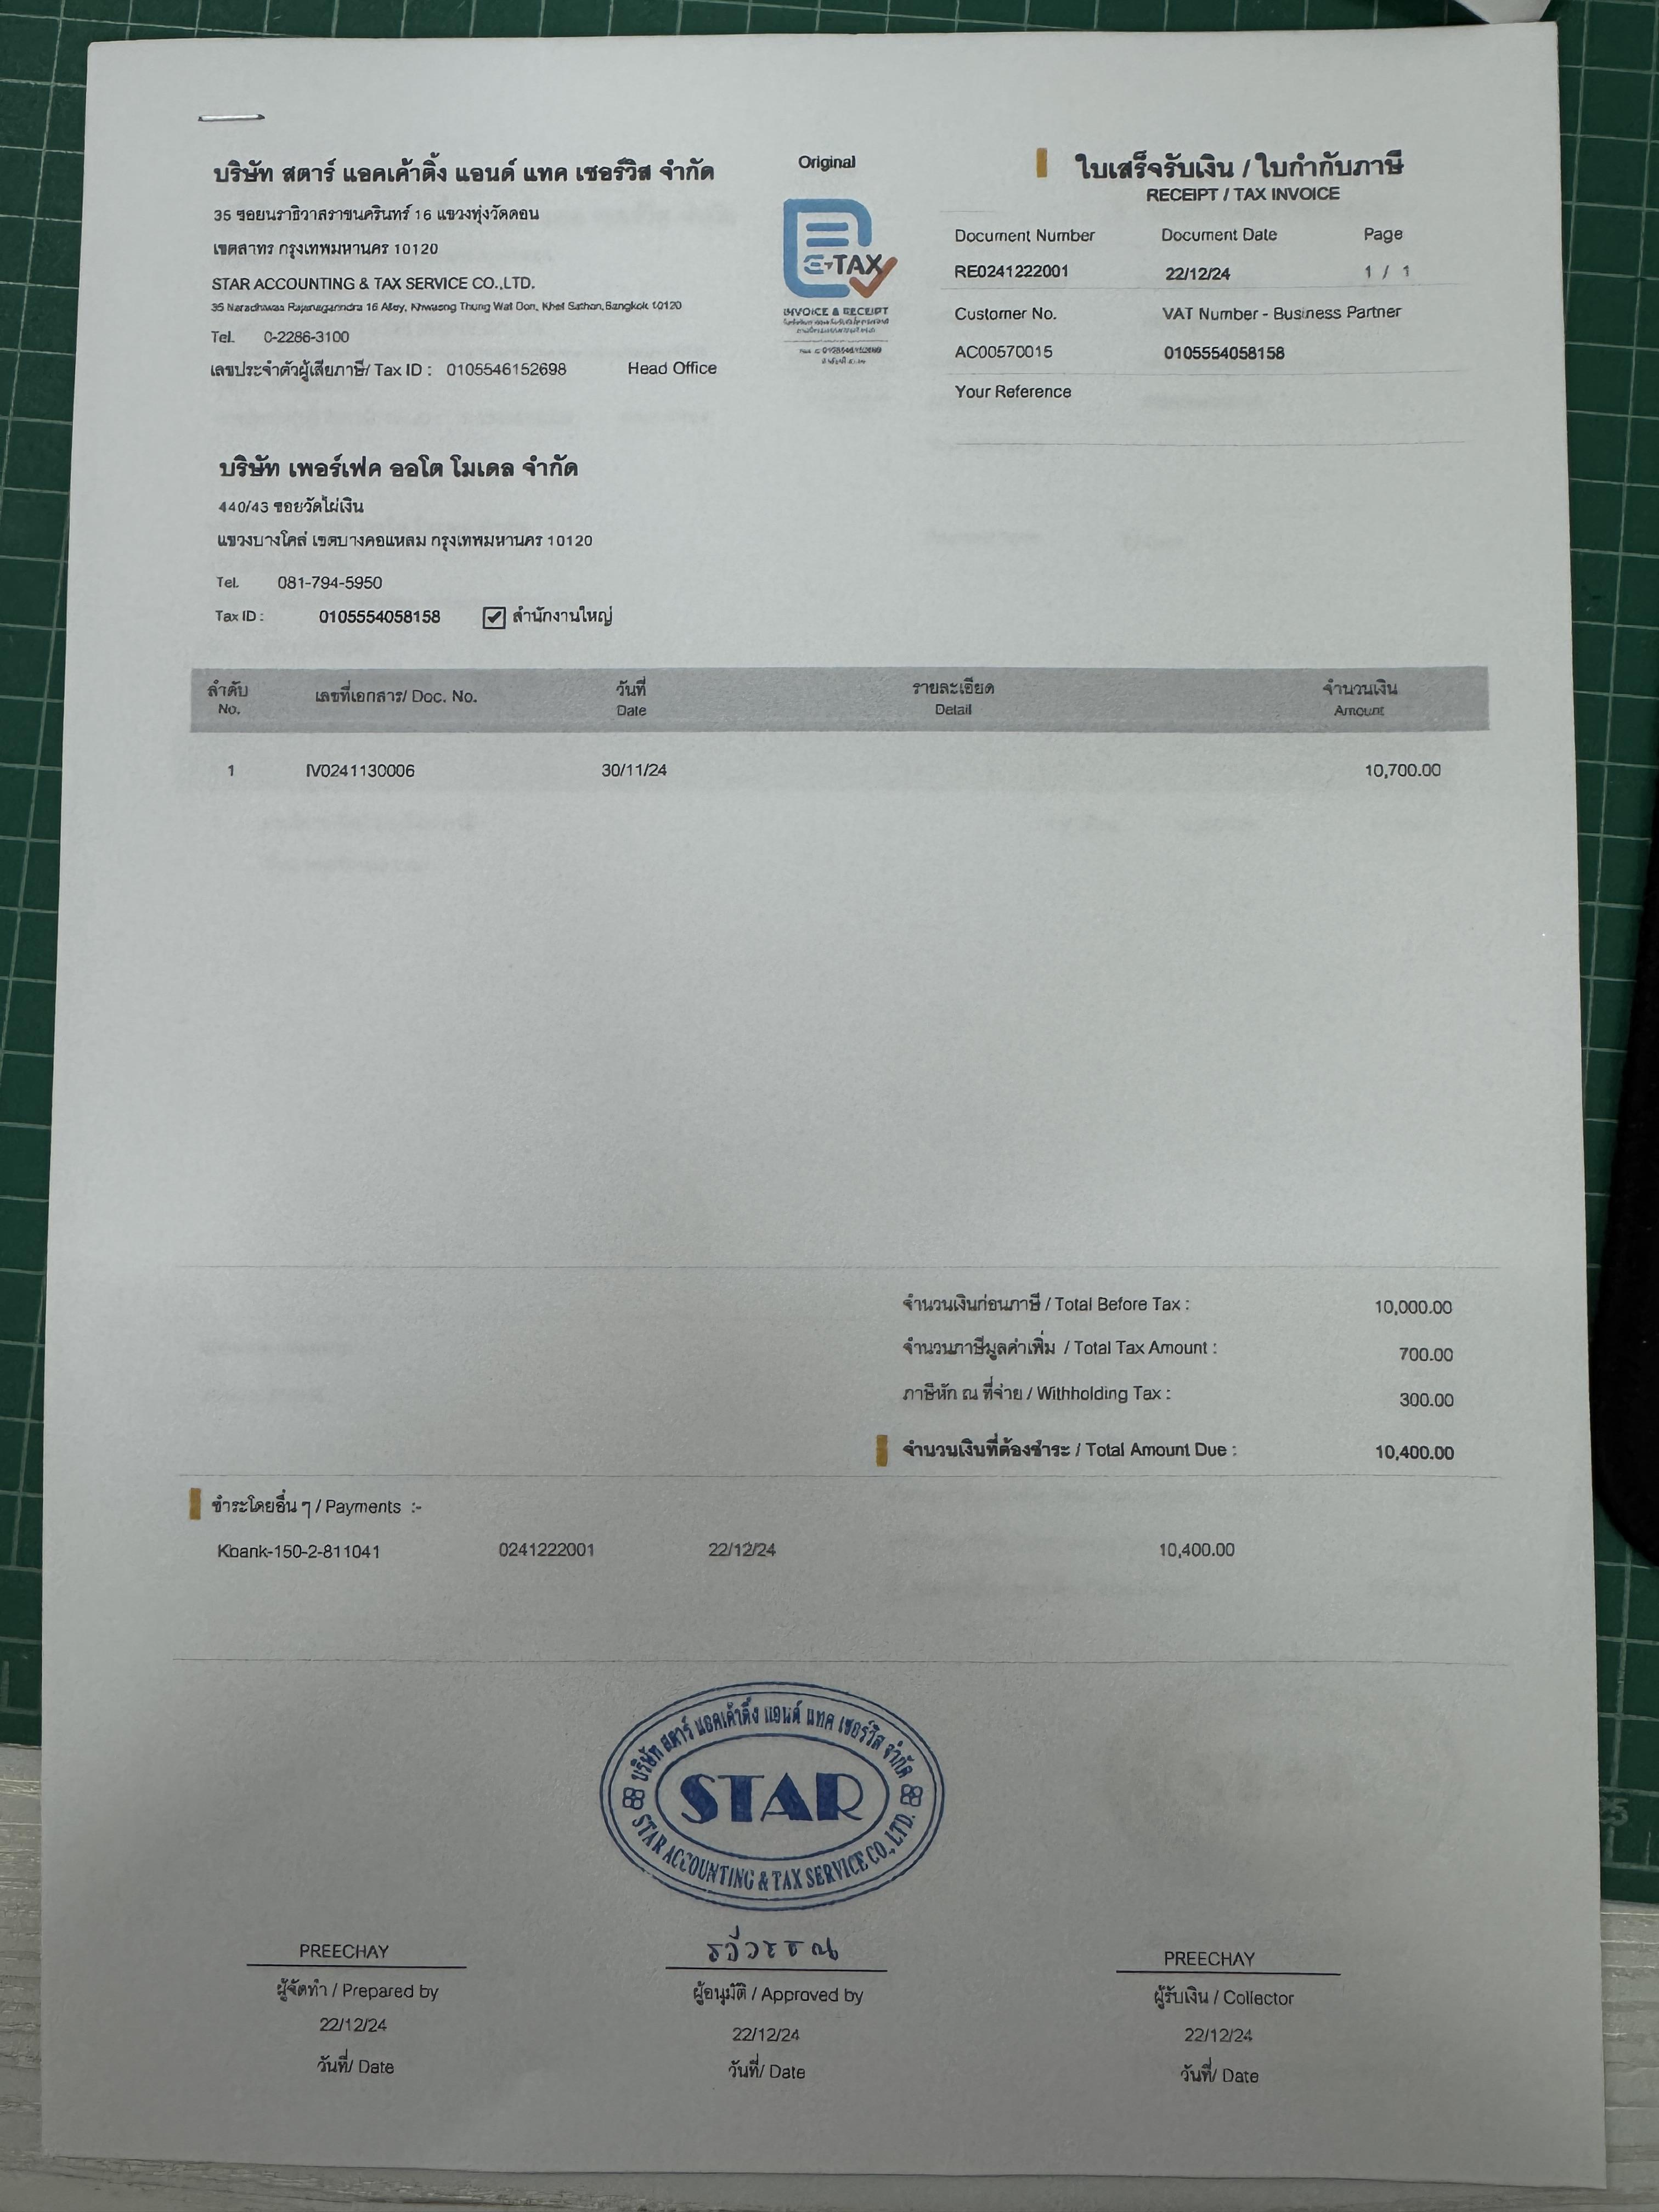 บริษัท สตาร์ แอคเค้าติ้ง แอนด์ แทค เซอร์วิส จำกัด
35 ซอยนราธิวาสราชนครินทร์ 16 แขวงทุ่งวัดดอน
เขตสาทร กรุงเทพมหานคร 10120
STAR ACCOUNTING & TAX SERVICE CO.,LTD.
35 Naradhiwas Rajanagarindra 16 Alley, Khwaeng Thung Wat Don, Khet Sathon, Bangkok 10120
Tel. 0-2286-3100
เลขประจำตัวผู้เสียภาษี/ Tax ID : 0105546152698 Head Office
Original
E-TAX
INVOICE & RECEIPT
ใบเสร็จรับเงิน / ใบกำกับภาษี
RECEIPT / TAX INVOICE
Document Number Document Date Page
RE0241222001 22/12/24 1 / 1
Customer No. VAT Number - Business Partner
AC00570015 0105554058158
Your Reference
บริษัท เพอร์เฟค ออโต โมเดล จำกัด
440/43 ซอยวัดไผ่เงิน
แขวงบางโคล่ เขตบางคอแหลม กรุงเทพมหานคร 10120
Tel. 081-794-5950
Tax ID : 0105554058158 สำนักงานใหญ่
ลำดับ เลขที่เอกสาร/ Doc. No. วันที่ รายละเอียด จำนวนเงิน
No. Date Detail Amount
1 IV0241130006 30/11/24 10,700.00
จำนวนเงินก่อนภาษี / Total Before Tax : 10,000.00
จำนวนภาษีมูลค่าเพิ่ม / Total Tax Amount : 700.00
ภาษีหัก ณ ที่จ่าย / Withholding Tax : 300.00
จำนวนเงินที่ต้องชำระ / Total Amount Due : 10,400.00
ชำระโดยอื่น ๆ / Payments :-
Kbank-150-2-811041 0241222001 22/12/24 10,400.00
บริษัท สตาร์ แอคเค้าติ้ง แอนด์ แทค เซอร์วิส จำกัด
STAR
STAR ACCOUNTING & TAX SERVICE CO., LTD.
PREECHAY PREECHAY
ผู้จัดทำ / Prepared by ผู้อนุมัติ / Approved by ผู้รับเงิน / Collector
22/12/24 22/12/24 22/12/24
วันที่/ Date วันที่/ Date วันที่/ Date